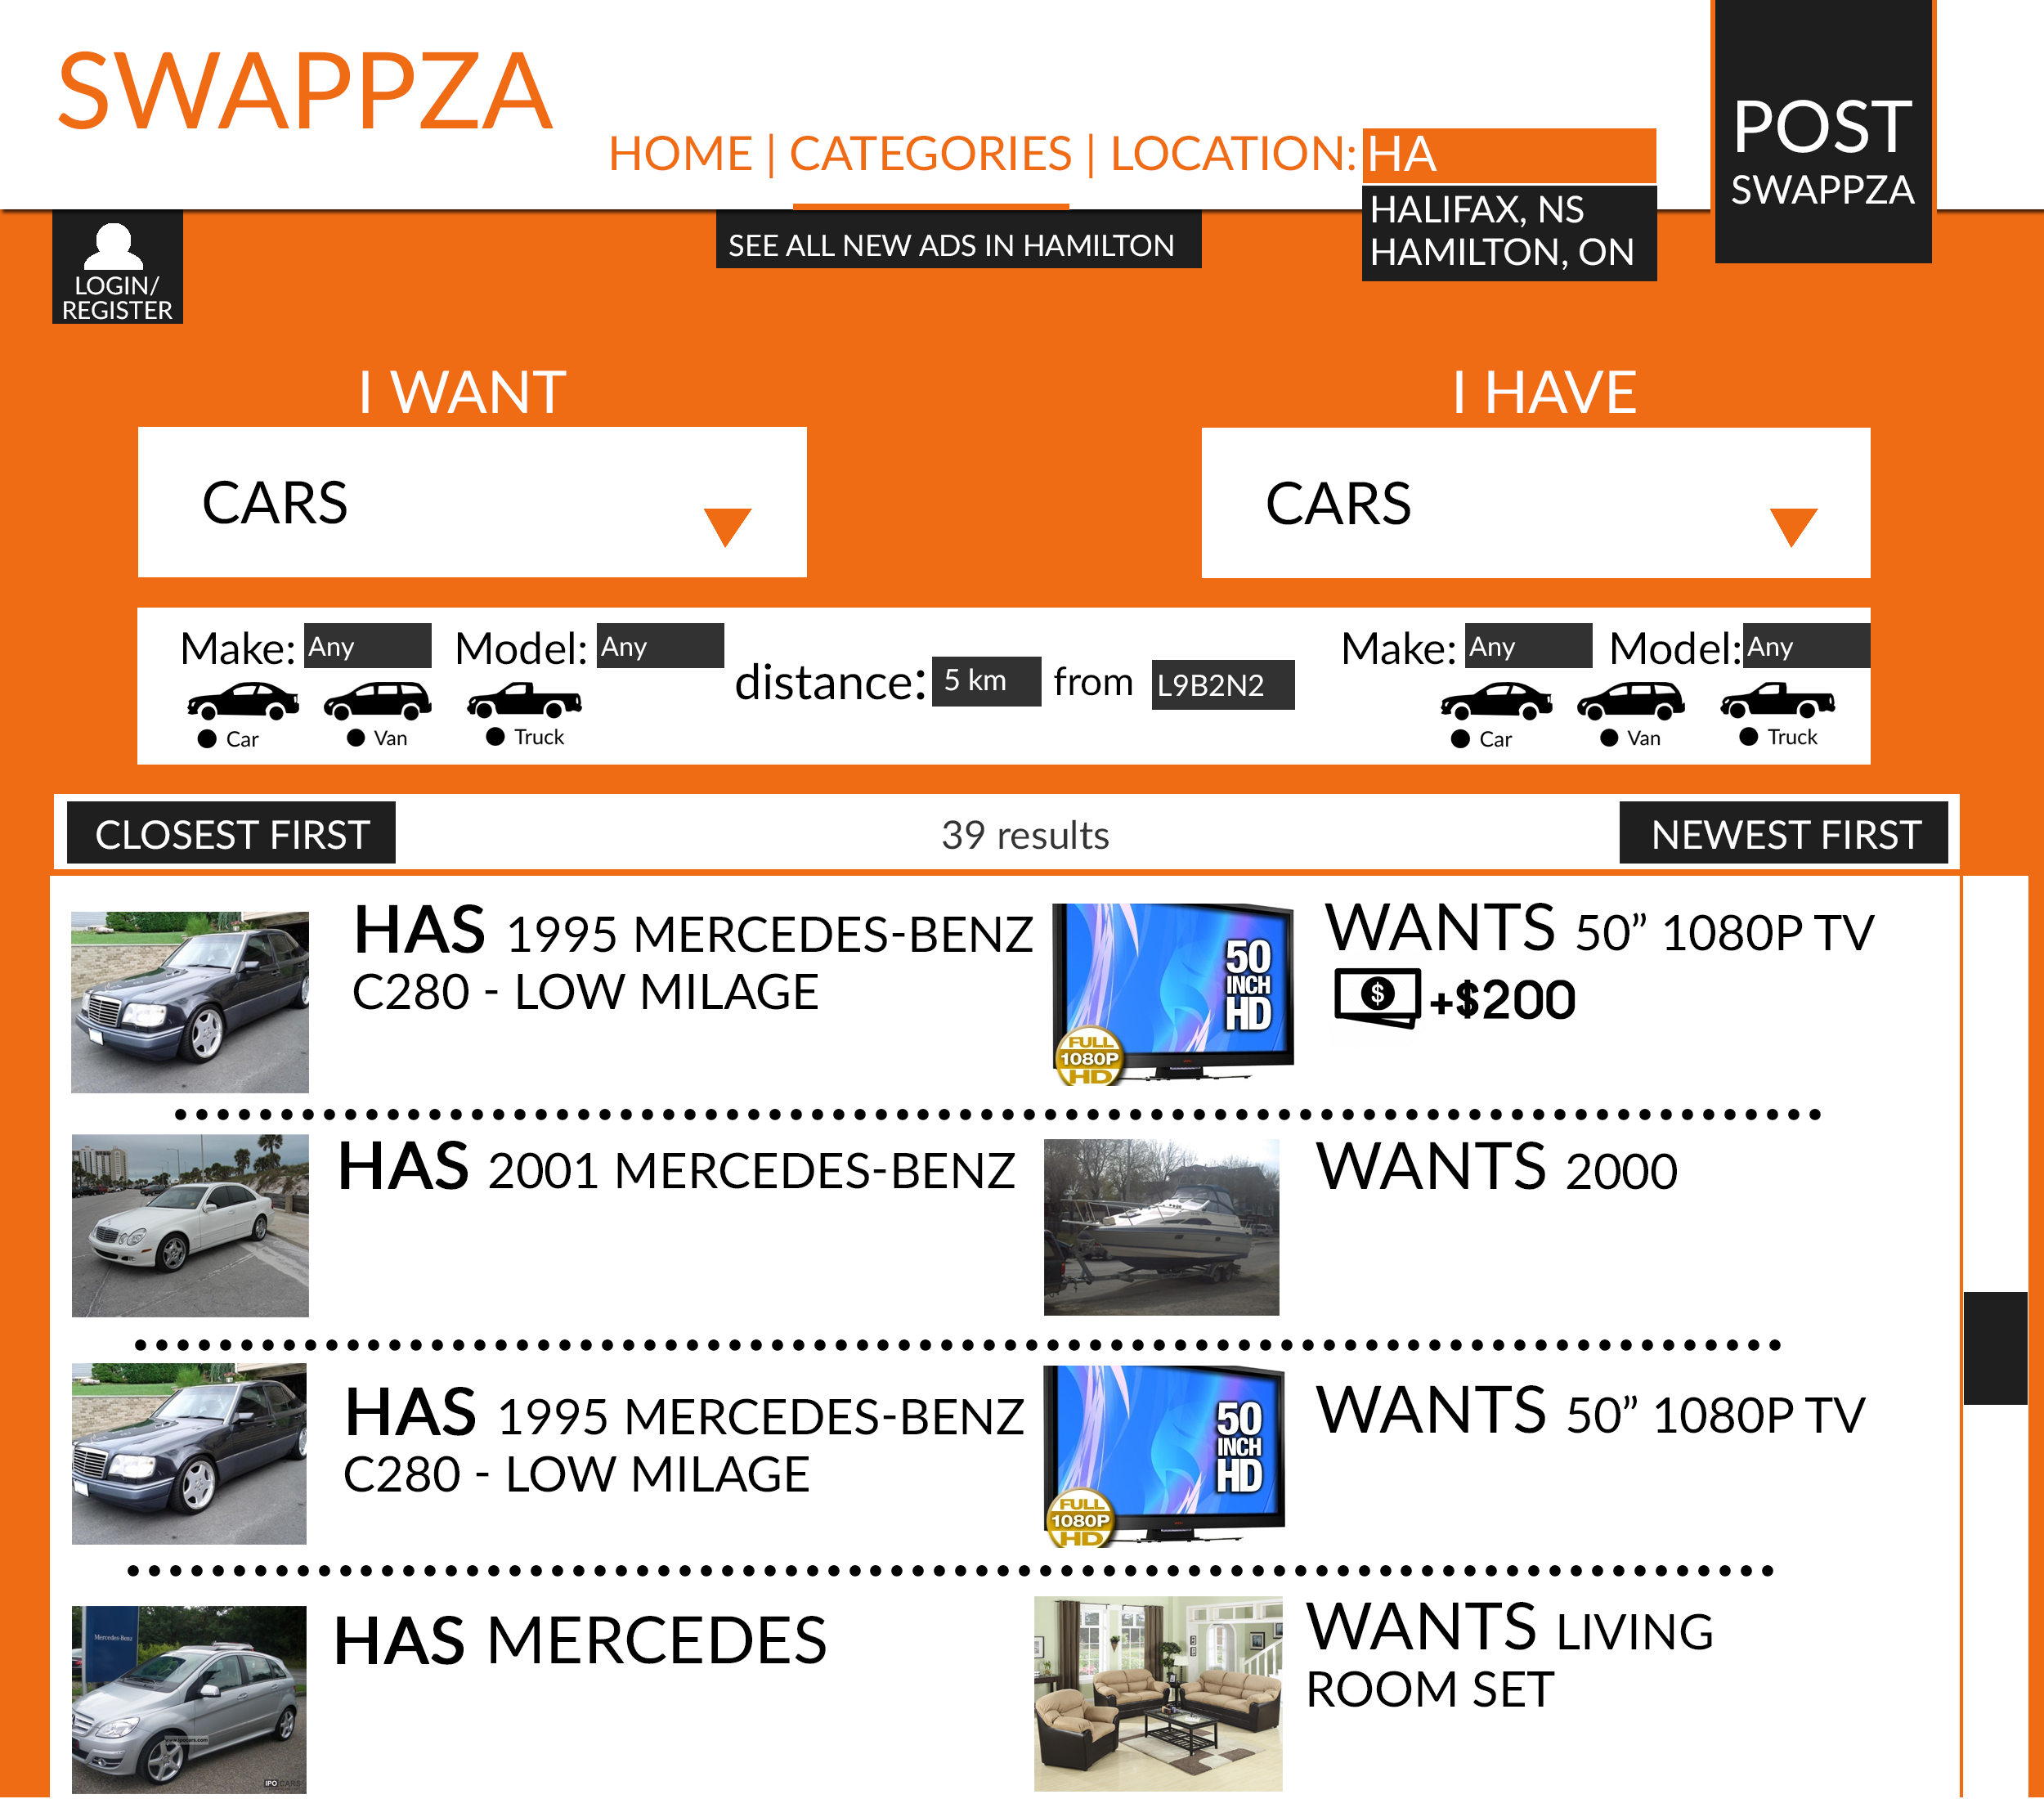 SWAPPZA
HOME | CATEGORIES | LOCATION: HA
POST
SWAPPZA
HALIFAX, NS
HAMILTON, ON
SEE ALL NEW ADS IN HAMILTON
LOGIN/
REGISTER
I WANT
I HAVE
CARS
CARS
Make: Any Model: Any
distance: 5 km from L9B2N2
Make: Any Model: Any
Car Van Truck
Car Van Truck
CLOSEST FIRST
39 results
NEWEST FIRST
HAS 1995 MERCEDES-BENZ
C280 - LOW MILAGE
50
INCH
HD
FULL
1080P
HD
WANTS 50” 1080P TV
$ +$200
HAS 2001 MERCEDES-BENZ
WANTS 2000
HAS 1995 MERCEDES-BENZ
C280 - LOW MILAGE
50
INCH
HD
FULL
1080P
HD
WANTS 50” 1080P TV
Mercedes-Benz
IPO CARS
HAS MERCEDES
WANTS LIVING
ROOM SET